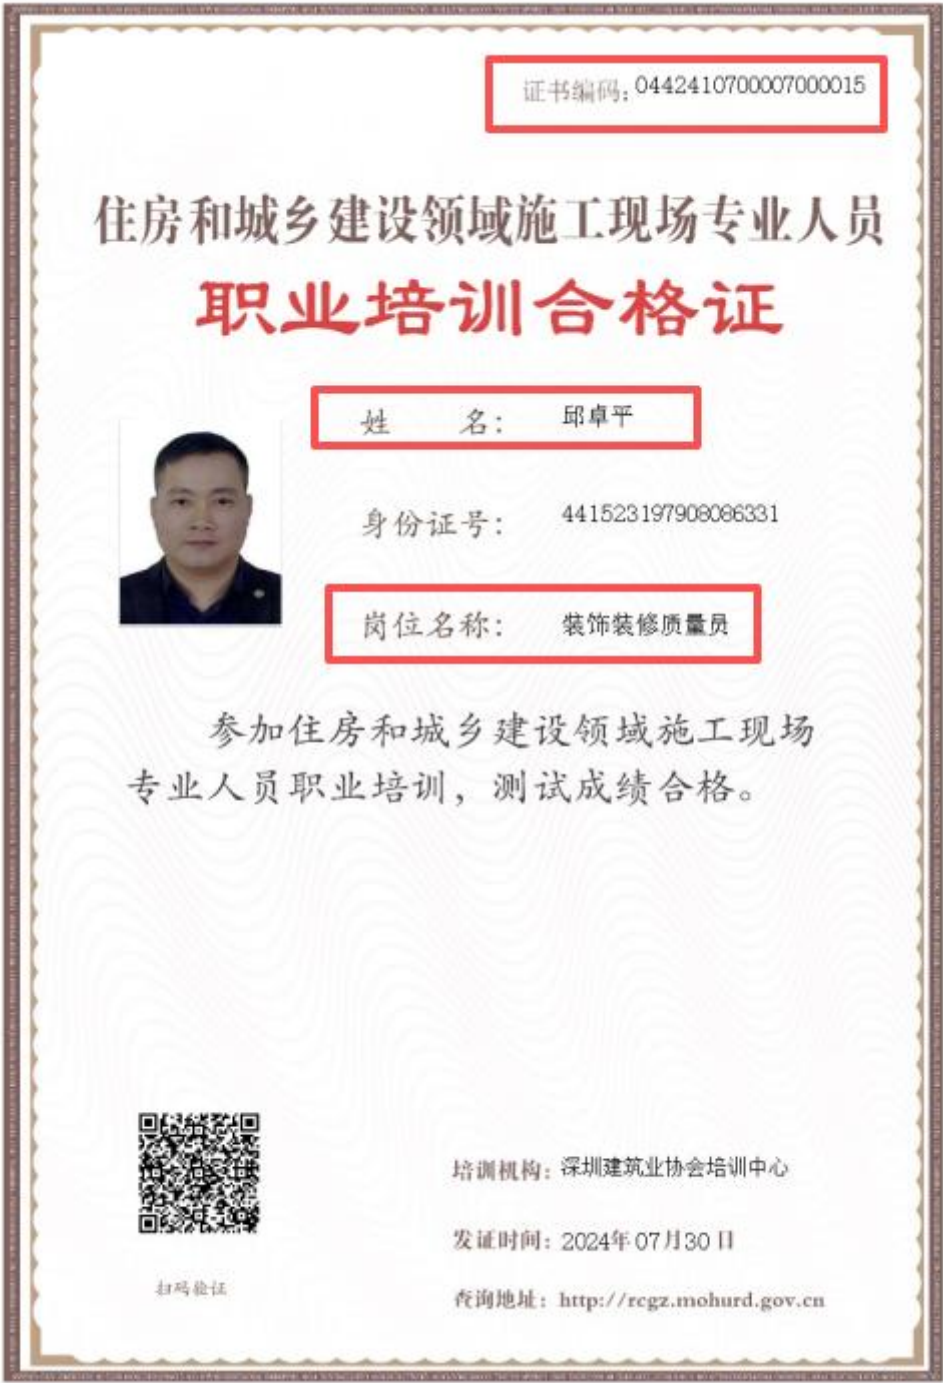 证书编码：0442410700007000015
住房和城乡建设领域施工现场专业人员
职业培训合格证
姓 名： 邱卓平
身份证号： 441523197908086331
岗位名称： 装饰装修质量员
参加住房和城乡建设领域施工现场
专业人员职业培训，测试成绩合格。
培训机构：深圳建筑业协会培训中心
发证时间：2024年07月30日
扫码验证
查询地址：http://rcgz.mohurd.gov.cn